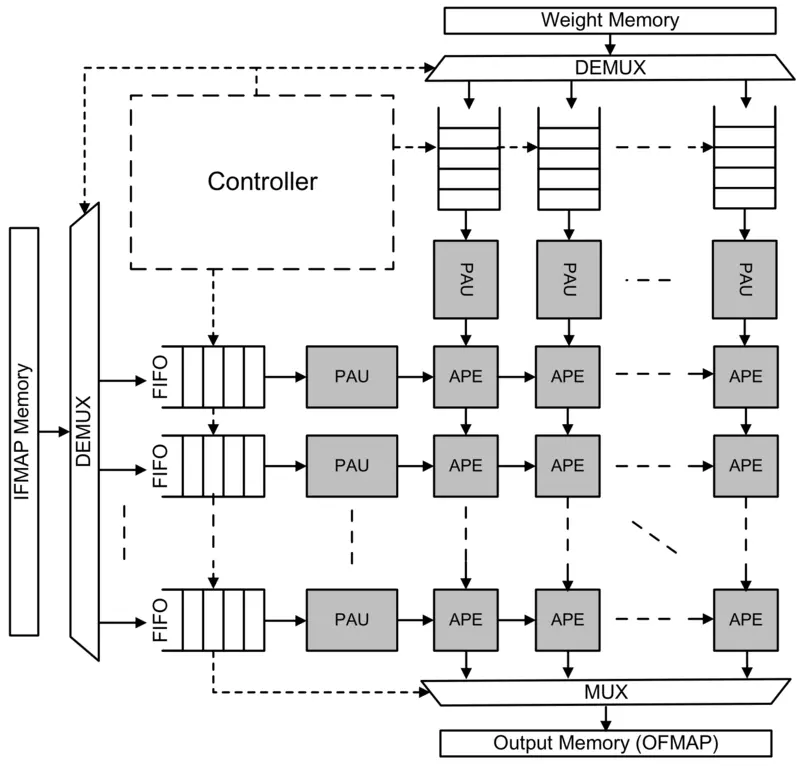 Weight Memory
DEMUX
Controller
PAU
PAU
PAU
IFMAP Memory
DEMUX
FIFO
PAU
APE
APE
APE
FIFO
PAU
APE
APE
APE
FIFO
PAU
APE
APE
APE
MUX
Output Memory (OFMAP)